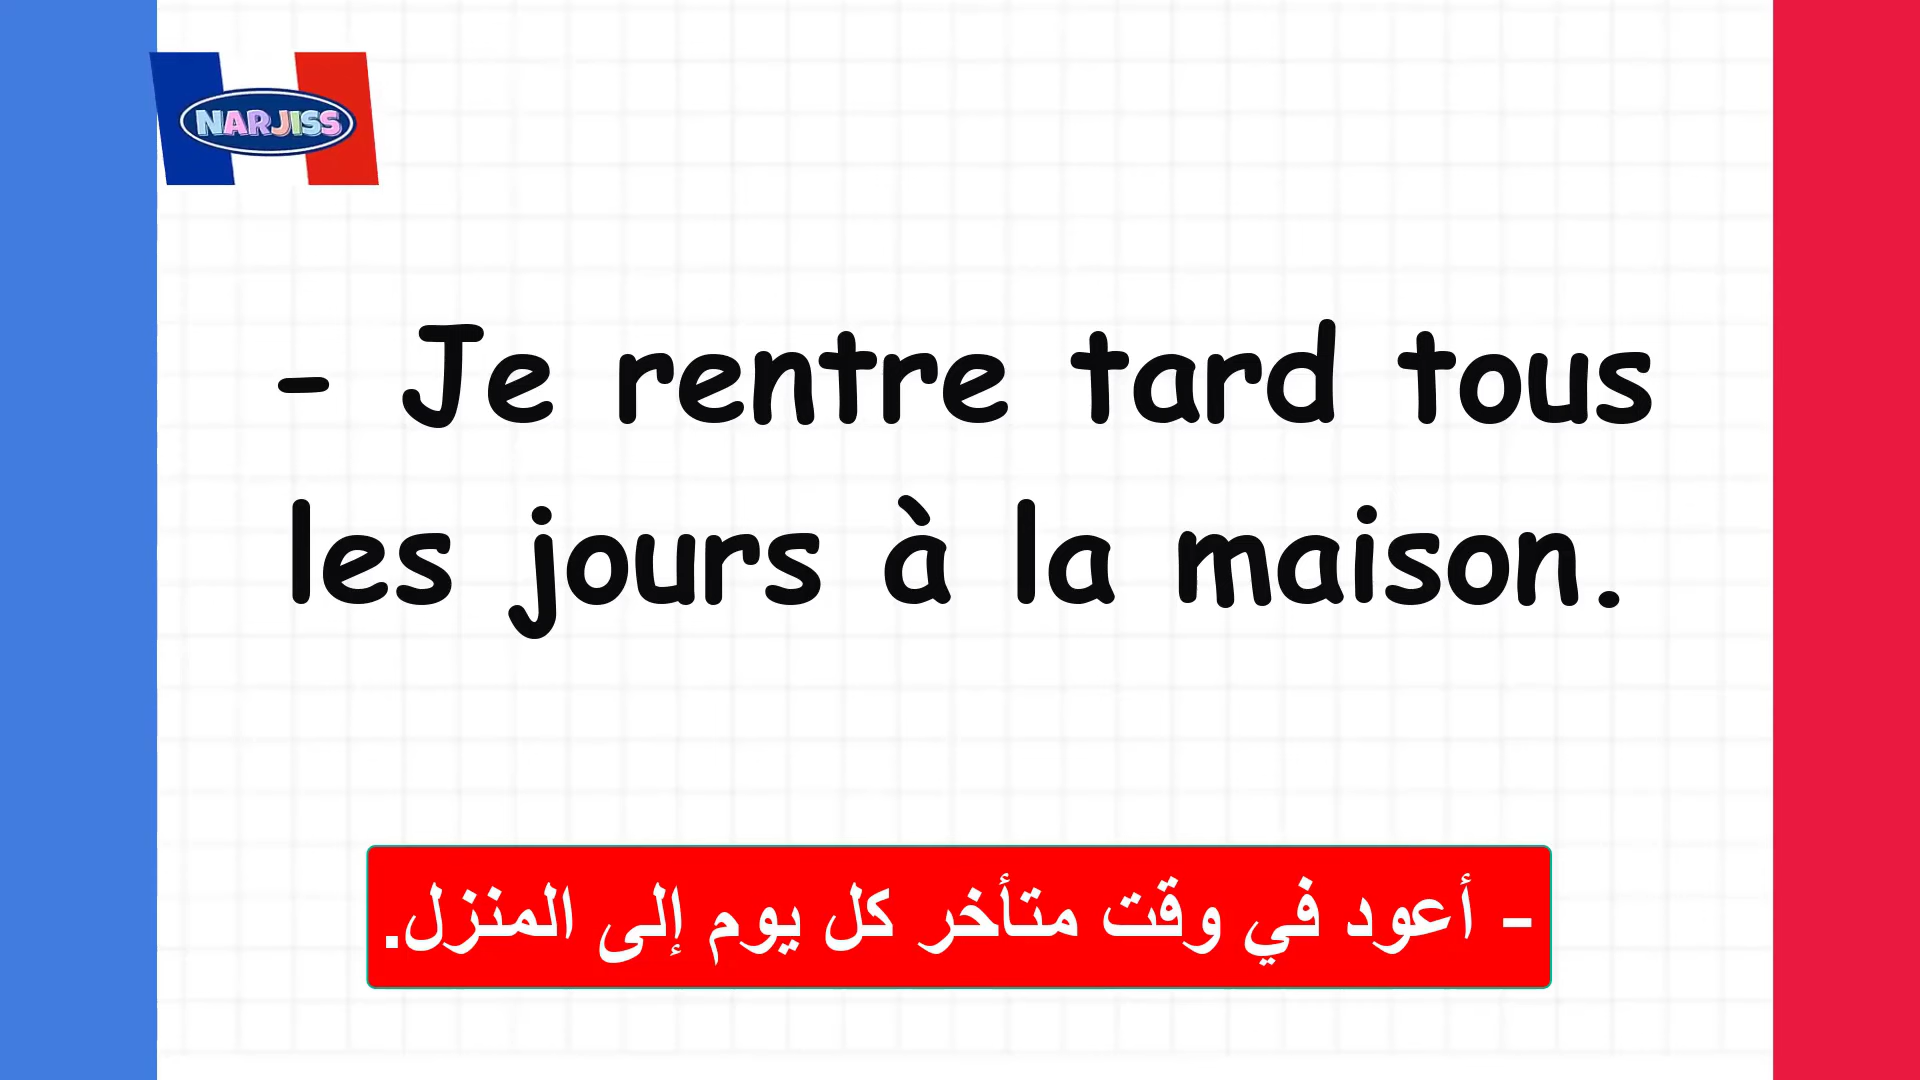 NARJISS
- Je rentre tard tous
les jours à la maison.
- أعود في وقت متأخر كل يوم إلى المنزل.